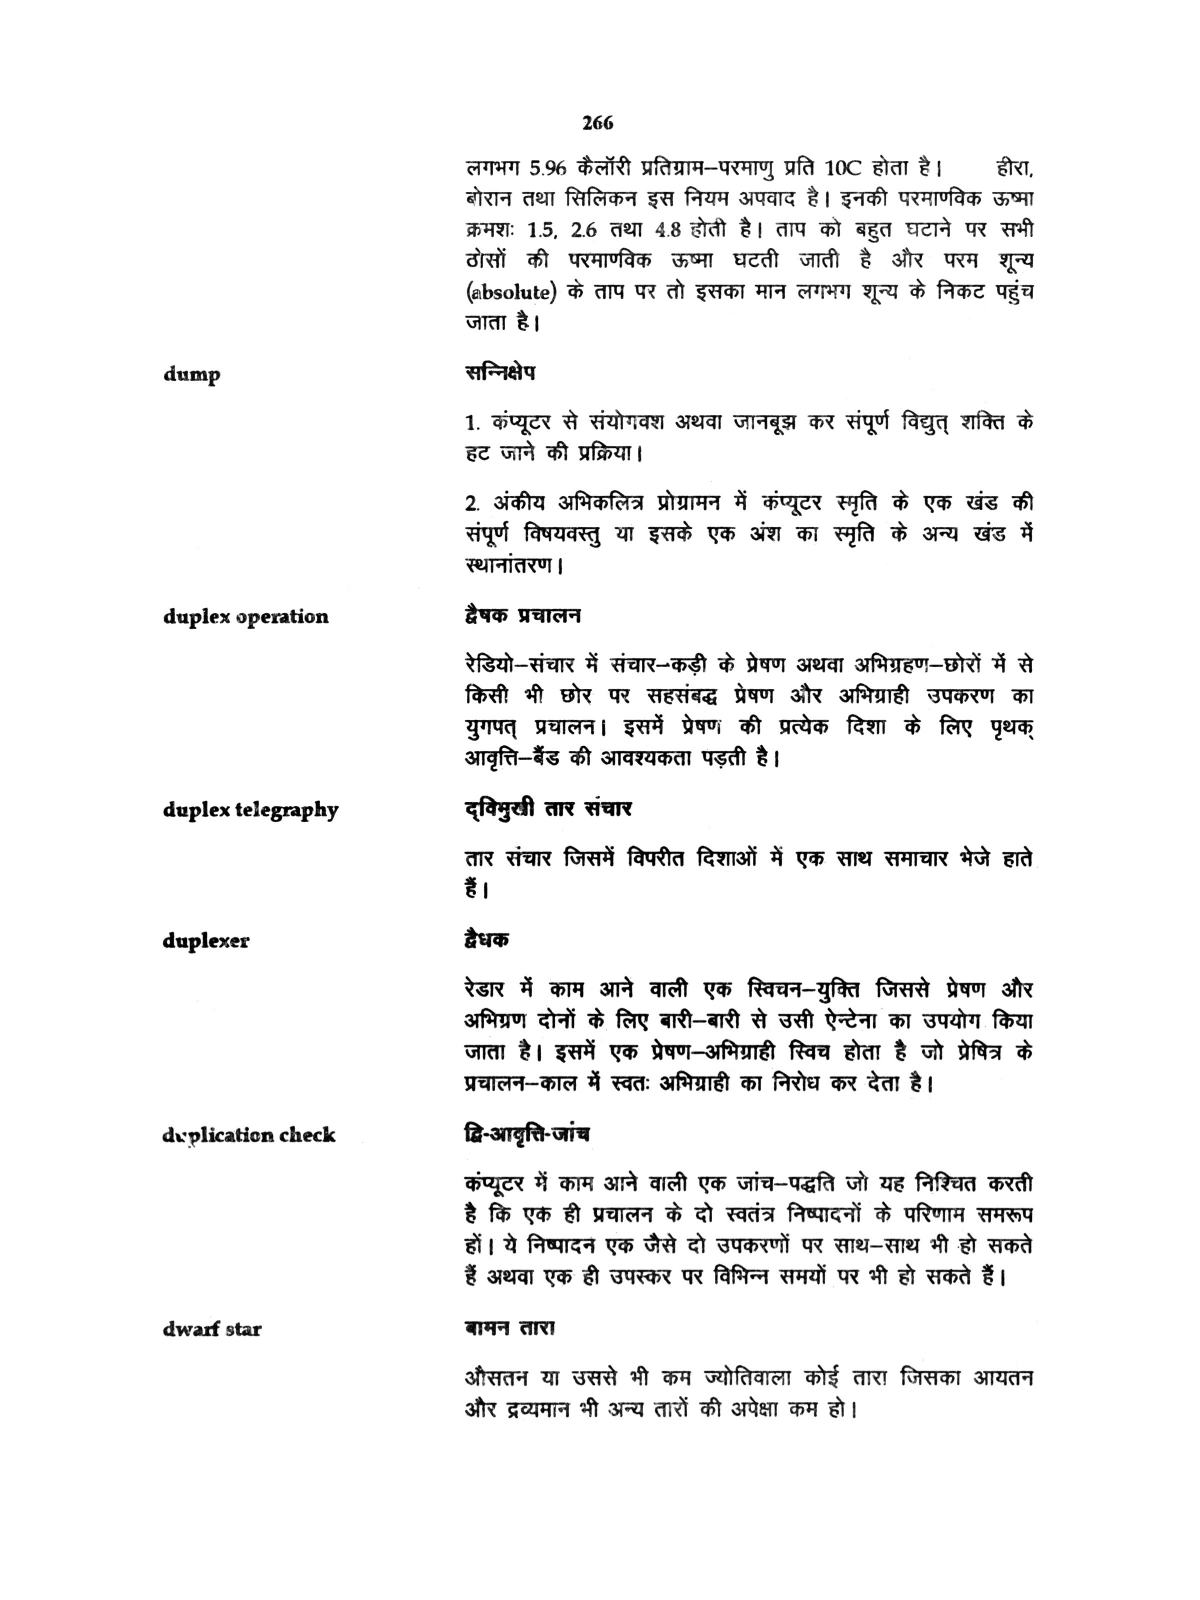 266
लगभग 5.96 कैलॉरी प्रतिग्राम–परमाणु प्रति 10C होता है। हीरा,
बोरान तथा सिलिकन इस नियम अपवाद है। इनकी परमाणविक ऊष्मा
क्रमशः 1.5, 2.6 तथा 4.8 होती है। ताप को बहुत घटाने पर सभी
ठोसों की परमाणविक ऊष्मा घटती जाती है और परम शून्य
(absolute) के ताप पर तो इसका मान लगभग शून्य के निकट पहुंच
जाता है।
dump सन्निक्षेप
1. कंप्यूटर से संयोगवश अथवा जानबूझ कर संपूर्ण विद्युत् शक्ति के
हट जाने की प्रक्रिया।
2. अंकीय अभिकलित्र प्रोग्रामन में कंप्यूटर स्मृति के एक खंड की
संपूर्ण विषयवस्तु या इसके एक अंश का स्मृति के अन्य खंड में
स्थानांतरण।
duplex operation द्वैषक प्रचालन
रेडियो–संचार में संचार–कड़ी के प्रेषण अथवा अभिग्रहण–छोरों में से
किसी भी छोर पर सहसंबद्ध प्रेषण और अभिग्राही उपकरण का
युगपत् प्रचालन। इसमें प्रेषण की प्रत्येक दिशा के लिए पृथक्
आवृत्ति–बैंड की आवश्यकता पड़ती है।
duplex telegraphy द्विमुखी तार संचार
तार संचार जिसमें विपरीत दिशाओं में एक साथ समाचार भेजे हाते
हैं।
duplexer द्वैधक
रेडार में काम आने वाली एक स्विचन–युक्ति जिससे प्रेषण और
अभिग्रण दोनों के लिए बारी–बारी से उसी ऐन्टेना का उपयोग किया
जाता है। इसमें एक प्रेषण–अभिग्राही स्विच होता है जो प्रेषित्र के
प्रचालन–काल में स्वतः अभिग्राही का निरोध कर देता है।
duplication check द्वि-आवृत्ति-जांच
कंप्यूटर में काम आने वाली एक जांच–पद्धति जो यह निश्चित करती
है कि एक ही प्रचालन के दो स्वतंत्र निष्पादनों के परिणाम समरूप
हों। ये निष्पादन एक जैसे दो उपकरणों पर साथ–साथ भी हो सकते
हैं अथवा एक ही उपस्कर पर विभिन्न समयों पर भी हो सकते हैं।
dwarf star बामन तारा
औसतन या उससे भी कम ज्योतिवाला कोई तारा जिसका आयतन
और द्रव्यमान भी अन्य तारों की अपेक्षा कम हो।